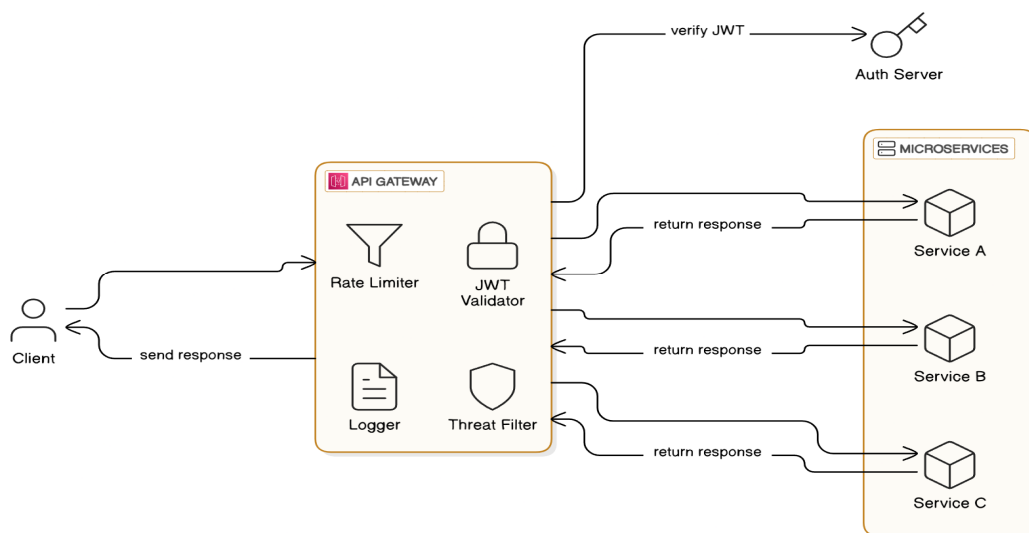 verify JWT
Auth Server
MICROSERVICES
API GATEWAY
return response
Service A
Rate Limiter
JWT
Validator
Client
send response
return response
Service B
Logger
Threat Filter
return response
Service C